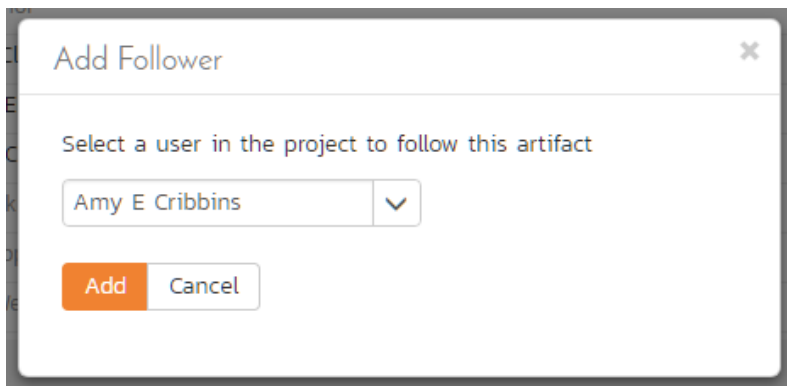 Add Follower
Select a user in the project to follow this artifact
Amy E Cribbins
Add
Cancel